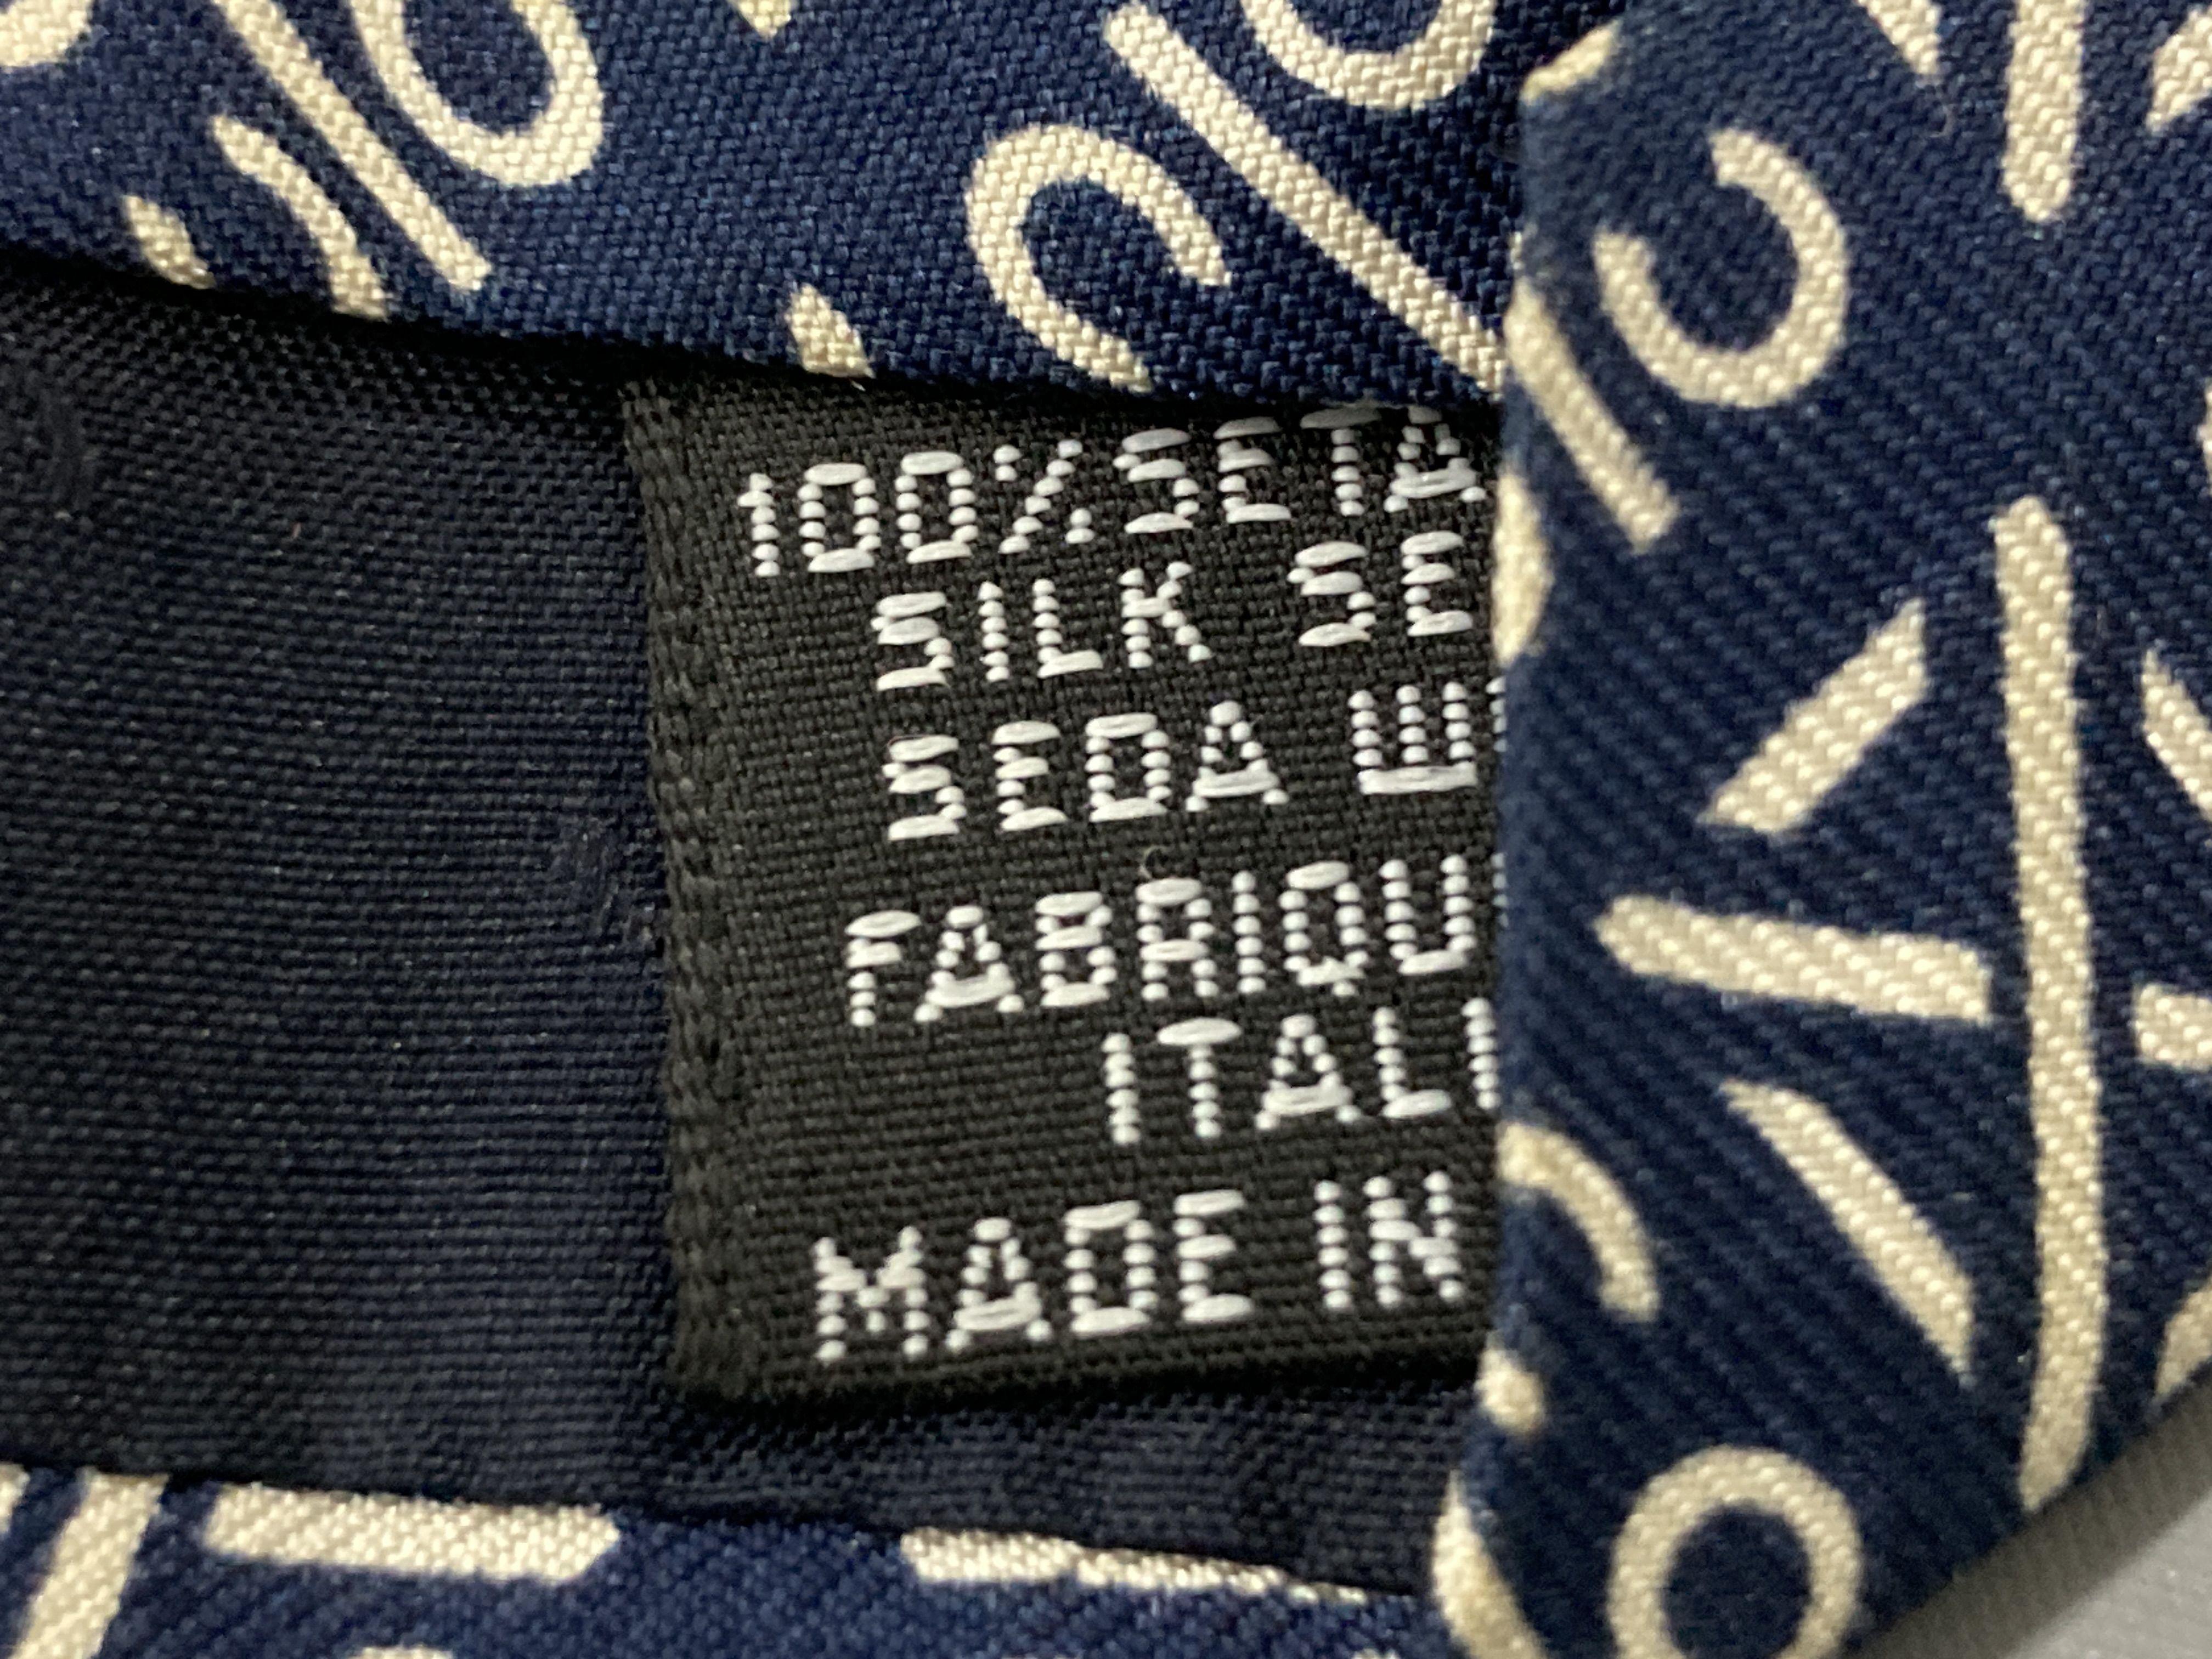 100% SETA
SILK SE
SEDA W
FABRIQU
ITALI
MADE IN